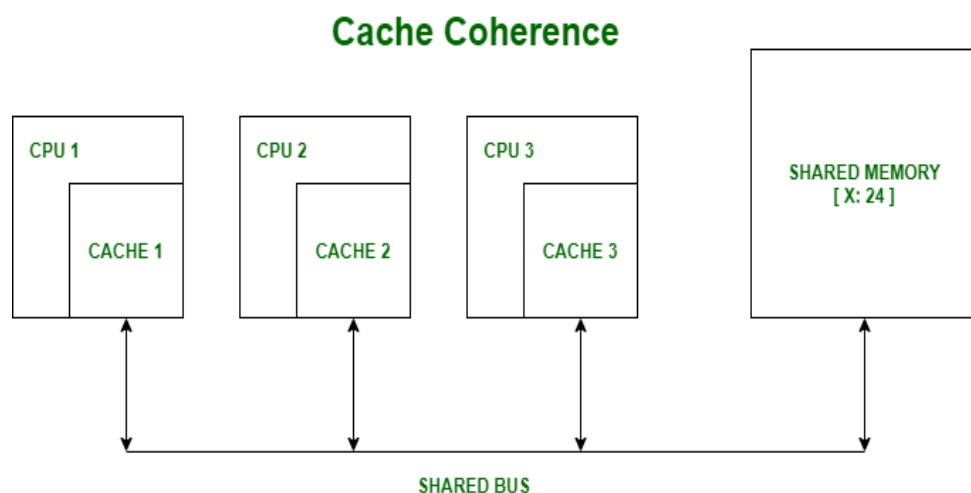 Cache Coherence
CPU 1
CACHE 1
CPU 2
CACHE 2
CPU 3
CACHE 3
SHARED MEMORY
[ X: 24 ]
SHARED BUS